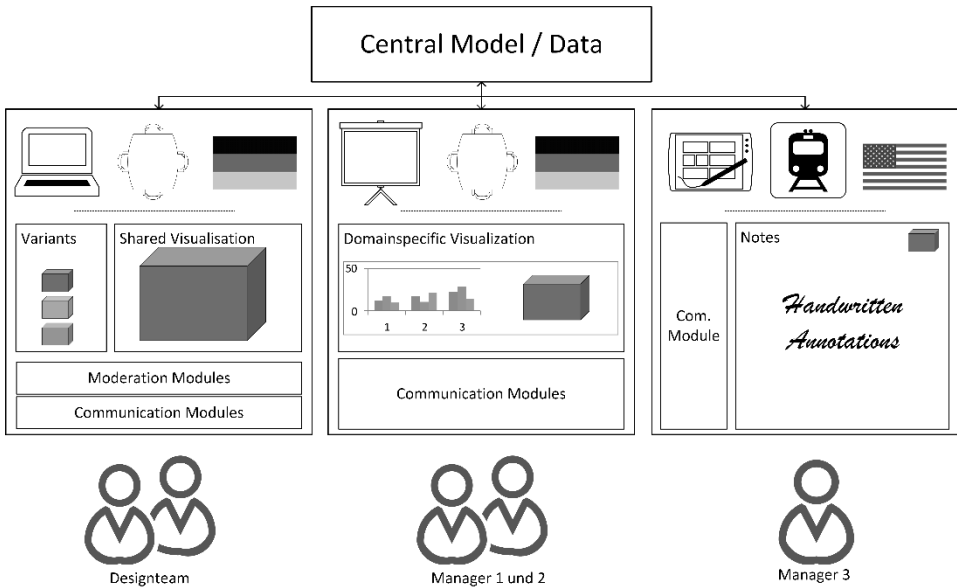 Central Model / Data
Variants
Shared Visualisation
Moderation Modules
Communication Modules
Domainspecific Visualization
50
0
1 2 3
Communication Modules
Com.
Module
Notes
Handwritten
Annotations
Designteam
Manager 1 und 2
Manager 3